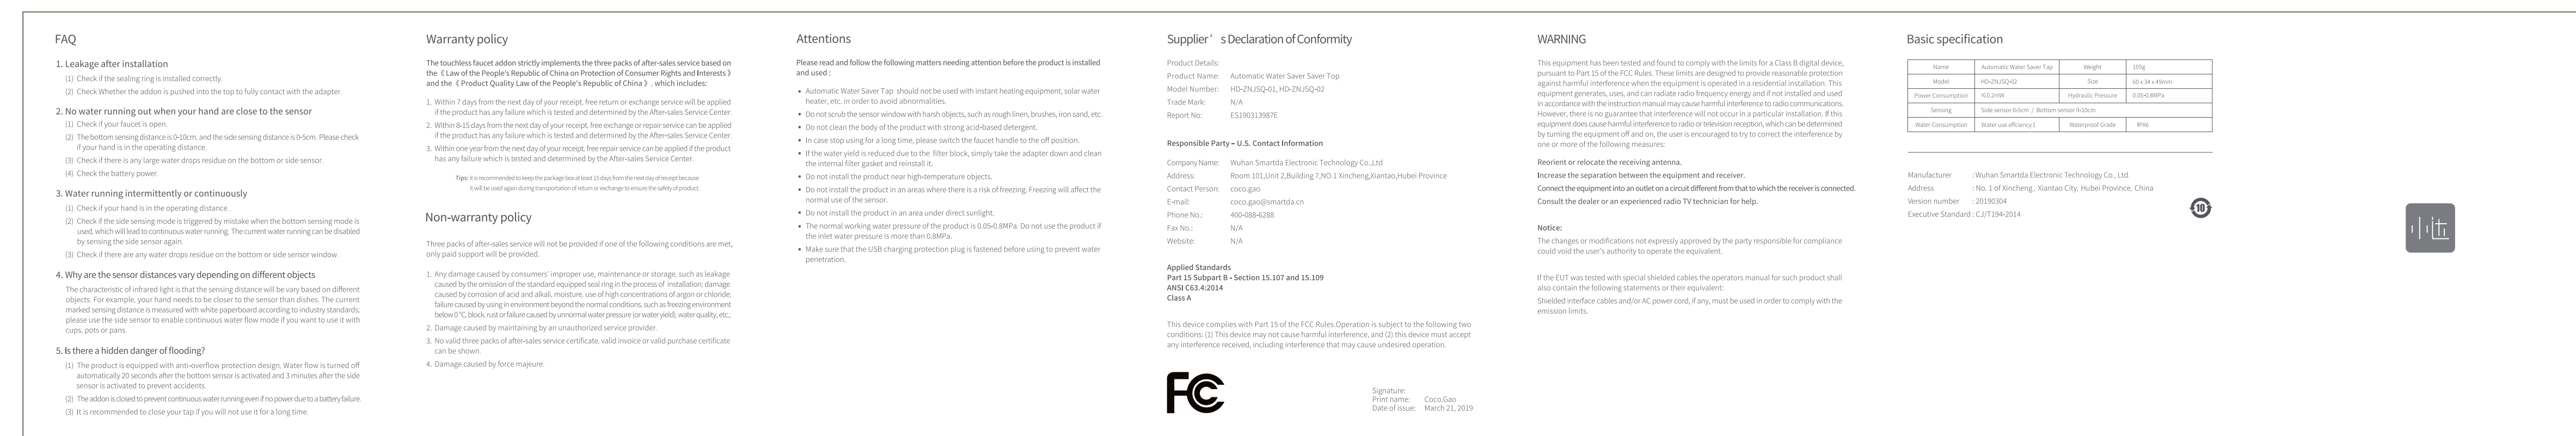 FAQ
1. Leakage after installation
(1) Check if the sealing ring is installed correctly.
(2) Check Whether the addon is pushed into the top to fully contact with the adapter.
2. No water running out when your hand are close to the sensor
(1) Check if your faucet is open.
(2) The bottom sensing distance is 0-10cm, and the side sensing distance is 0-5cm. Please check
if your hand is in the operating distance.
(3) Check if there is any large water drops residue on the bottom or side sensor.
(4) Check the battery power.
3. Water running intermittently or continuously
(1) Check if your hand is in the operating distance .
(2) Check if the side sensing mode is triggered by mistake when the bottom sensing mode is
used, which will lead to continuous water running. The current water running can be disabled
by sensing the side sensor again.
(3) Check if there are any water drops residue on the bottom or side sensor window.
4. Why are the sensor distances vary depending on different objects
The characteristic of infrared light is that the sensing distance will be vary based on different
objects. For example, your hand needs to be closer to the sensor than dishes. The current
marked sensing distance is measured with white paperboard according to industry standards;
please use the side sensor to enable continuous water flow mode if you want to use it with
cups, pots or pans.
5. Is there a hidden danger of flooding?
(1) The product is equipped with anti-overflow protection design, Water flow is turned off
automatically 20 seconds after the bottom sensor is activated and 3 minutes after the side
sensor is activated to prevent accidents.
(2) The addon is closed to prevent continuous water running even if no power due to a battery failure.
(3) It is recommended to close your tap if you will not use it for a long time.
Warranty policy
The touchless faucet addon strictly implements the three packs of after-sales service based on
the《 Law of the People's Republic of China on Protection of Consumer Rights and Interests 》
and the《 Product Quality Law of the People's Republic of China 》, which includes:
1. Within 7 days from the next day of your receipt, free return or exchange service will be applied
if the product has any failure which is tested and determined by the After-sales Service Center.
2. Within 8-15 days from the next day of your receipt, free exchange or repair service can be applied
if the product has any failure which is tested and determined by the After-sales Service Center.
3. Within one year from the next day of your receipt, free repair service can be applied if the product
has any failure which is tested and determined by the After-sales Service Center.
Tips: it is recommended to keep the package box at least 15 days from the next day of receipt because
it will be used again during transportation of return or exchange to ensure the safety of product.
Non-warranty policy
Three packs of after-sales service will not be provided if one of the following conditions are met,
only paid support will be provided.
1. Any damage caused by consumers' improper use, maintenance or storage, such as leakage
caused by the omission of the standard equipped seal ring in the process of installation; damage
caused by corrosion of acid and alkali, moisture, use of high concentrations of argon or chloride;
failure caused by using in environment beyond the normal conditions, such as freezing environment
below 0 °C; block, rust or failure caused by unnormal water pressure (or water yield), water quality, etc.;
2. Damage caused by maintaining by an unauthorized service provider.
3. No valid three packs of after-sales service certificate, valid invoice or valid purchase certificate
can be shown.
4. Damage caused by force majeure.
Attentions
Please read and follow the following matters needing attention before the product is installed
and used :
• Automatic Water Saver Tap should not be used with instant heating equipment, solar water
heater, etc. in order to avoid abnormalities.
• Do not scrub the sensor window with harsh objects, such as rough linen, brushes, iron sand, etc.
• Do not clean the body of the product with strong acid-based detergent.
• In case stop using for a long time, please switch the faucet handle to the off position.
• If the water yield is reduced due to the filter block, simply take the adapter down and clean
the internal filter gasket and reinstall it.
• Do not install the product near high-temperature objects.
• Do not install the product in an areas where there is a risk of freezing. Freezing will affect the
normal use of the sensor.
• Do not install the product in an area under direct sunlight.
• The normal working water pressure of the product is 0.05-0.8MPa. Do not use the product if
the inlet water pressure is more than 0.8MPa.
• Make sure that the USB charging protection plug is fastened before using to prevent water
penetration.
Supplier′s Declaration of Conformity
Product Details:
Product Name: Automatic Water Saver Saver Top
Model Number: HD-ZNJSQ-01, HD-ZNJSQ-02
Trade Mark: N/A
Report No: ES190313987E
Responsible Party – U.S. Contact Information
Company Name: Wuhan Smartda Electronic Technology Co.,Ltd
Address: Room 101,Unit 2,Building 7,NO.1 Xincheng,Xiantao,Hubei Province
Contact Person: coco.gao
E-mail: coco.gao@smartda.cn
Phone No.: 400-088-6288
Fax No.: N/A
Website: N/A
Applied Standards
Part 15 Subpart B - Section 15.107 and 15.109
ANSI C63.4:2014
Class A
This device complies with Part 15 of the FCC Rules.Operation is subject to the following two
conditions: (1) This device may not cause harmful interference, and (2) this device must accept
any interference received, including interference that may cause undesired operation.
FC
Signature:
Print name: Coco.Gao
Date of issue: March 21, 2019
WARNING
This equipment has been tested and found to comply with the limits for a Class B digital device,
pursuant to Part 15 of the FCC Rules. These limits are designed to provide reasonable protection
against harmful interference when the equipment is operated in a residential installation. This
equipment generates, uses, and can radiate radio frequency energy and if not installed and used
in accordance with the instruction manual may cause harmful interference to radio communications.
However, there is no guarantee that interference will not occur in a particular installation. If this
equipment does cause harmful interference to radio or television reception, which can be determined
by turning the equipment off and on, the user is encouraged to try to correct the interference by
one or more of the following measures:
Reorient or relocate the receiving antenna.
Increase the separation between the equipment and receiver.
Connect the equipment into an outlet on a circuit different from that to which the receiver is connected.
Consult the dealer or an experienced radio TV technician for help.
Notice:
The changes or modifications not expressly approved by the party responsible for compliance
could void the user's authority to operate the equivalent.
If the EUT was tested with special shielded cables the operators manual for such product shall
also contain the following statements or their equivalent:
Shielded interface cables and/or AC power cord, if any, must be used in order to comply with the
emission limits.
Basic specification
Name Automatic Water Saver Tap Weight 105g
Model HD-ZNJSQ-02 Size 60 x 34 x 49mm
Power Consumption ≤0.2mW Hydraulic Pressure 0.05-0.8MPa
Sensing Side sensor 0-5cm / Bottom sensor 0-10cm
Water Consumption Water use effciency I Waterproof Grade IPX6
Manufacturer : Wuhan Smartda Electronic Technology Co., Ltd.
Address : No. 1 of Xincheng , Xiantao City, Hubei Province, China
Version number : 20190304
Executive Standard : CJ/T194-2014
10